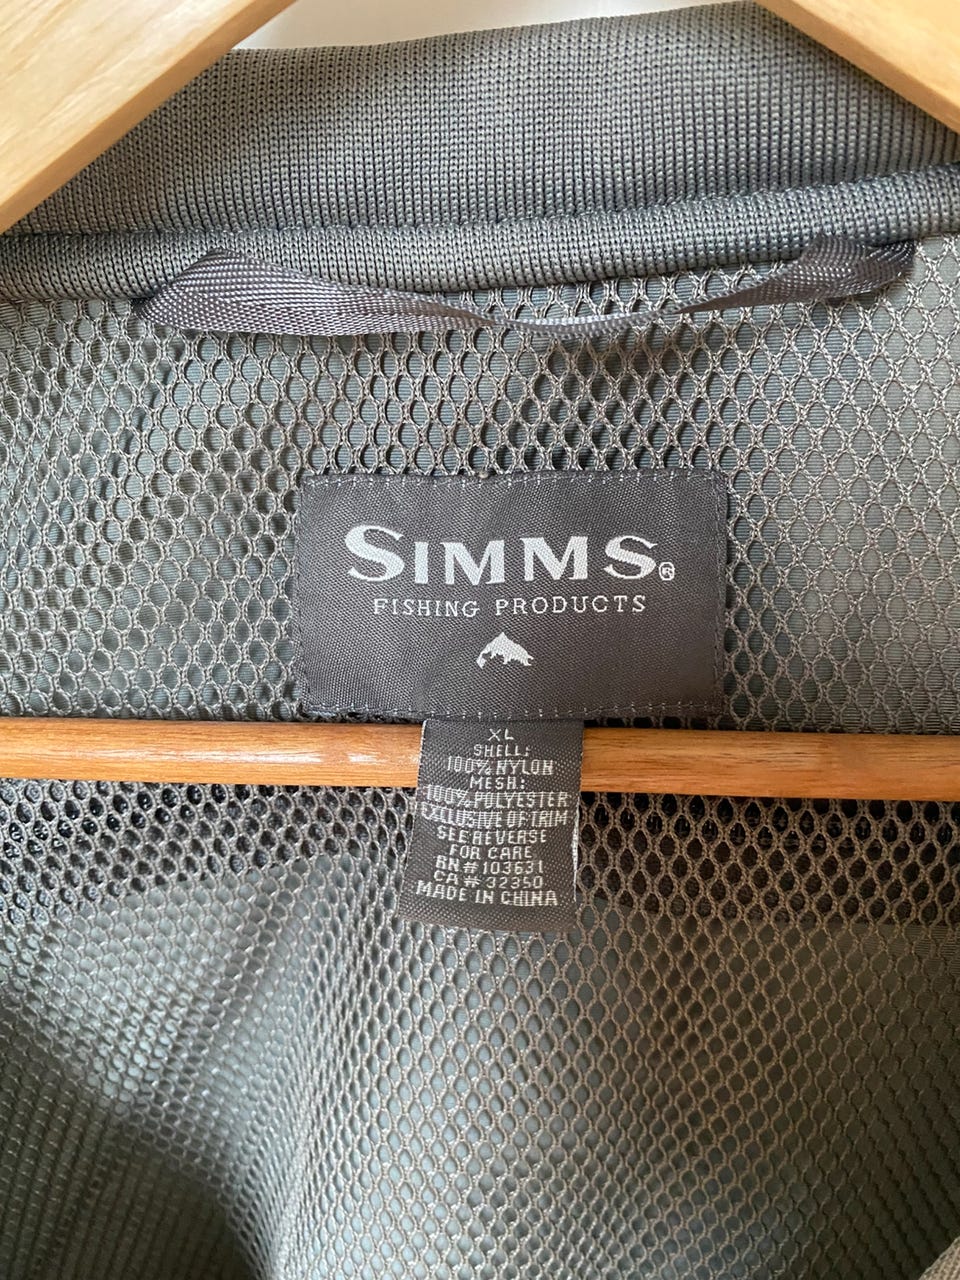 SIMMS®
FISHING PRODUCTS
XL
SHELL:
100% NYLON
MESH:
100% POLYESTER
EXCLUSIVE OF TRIM
SEE REVERSE
FOR CARE
RN# 103631
CA# 32350
MADE IN CHINA